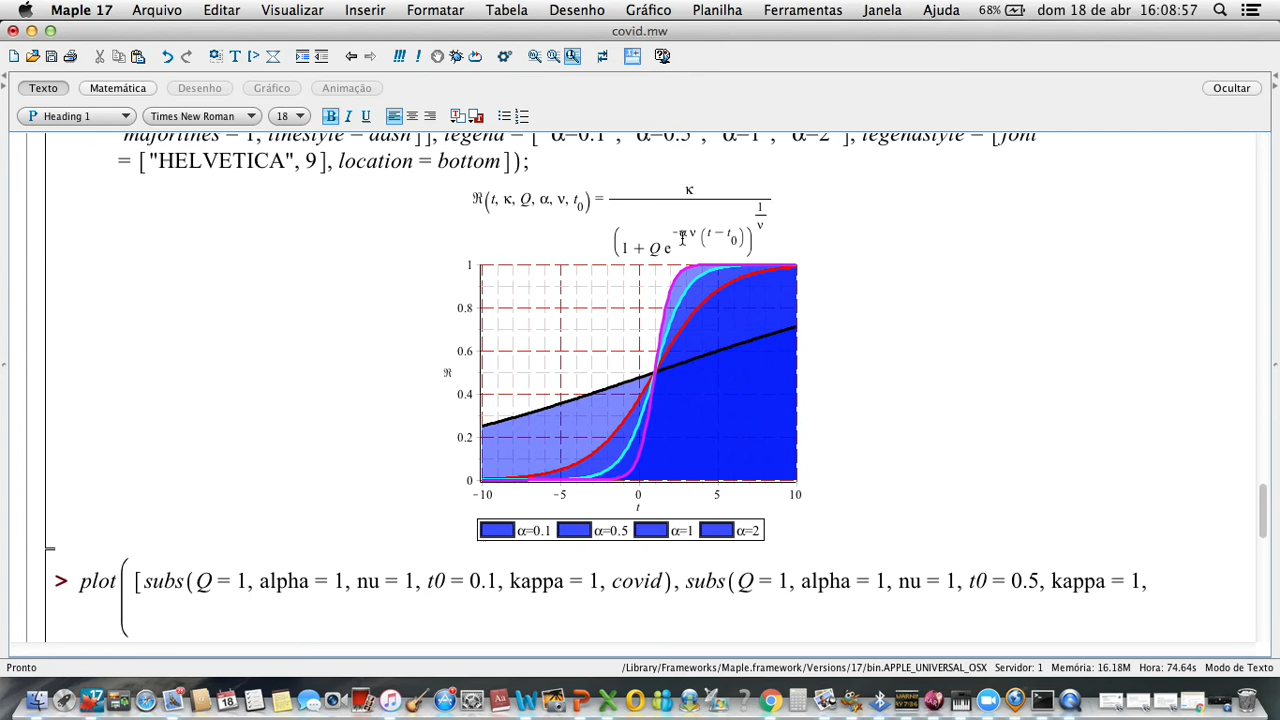 Maple 17 Arquivo Editar Visualizar Inserir Formatar Tabela Desenho Gráfico Planilha Ferramentas Janela Ajuda 68% dom 18 de abr 16:08:57
covid.mw
Texto Matemática Desenho Gráfico Animação Ocultar
P Heading 1 Times New Roman 18 B I U
majorlines = 1, linestyle = dash]], legend = ["α=0.1", "α=0.5", "α=1", "α=2"], legendstyle = [font
= ["HELVETICA", 9], location = bottom]);
ℜ(t, κ, Q, α, ν, t0) = κ
1
ν
(1 + Q e ν (t − t0))
1
0.8
0.6
ℜ
0.4
0.2
0
-10 -5 0 5 10
t
α=0.1 α=0.5 α=1 α=2
> plot([subs(Q = 1, alpha = 1, nu = 1, t0 = 0.1, kappa = 1, covid), subs(Q = 1, alpha = 1, nu = 1, t0 = 0.5, kappa = 1,
Pronto /Library/Frameworks/Maple.framework/Versions/17/bin.APPLE_UNIVERSAL_OSX Servidor: 1 Memória: 16.18M Hora: 74.64s Modo de Texto